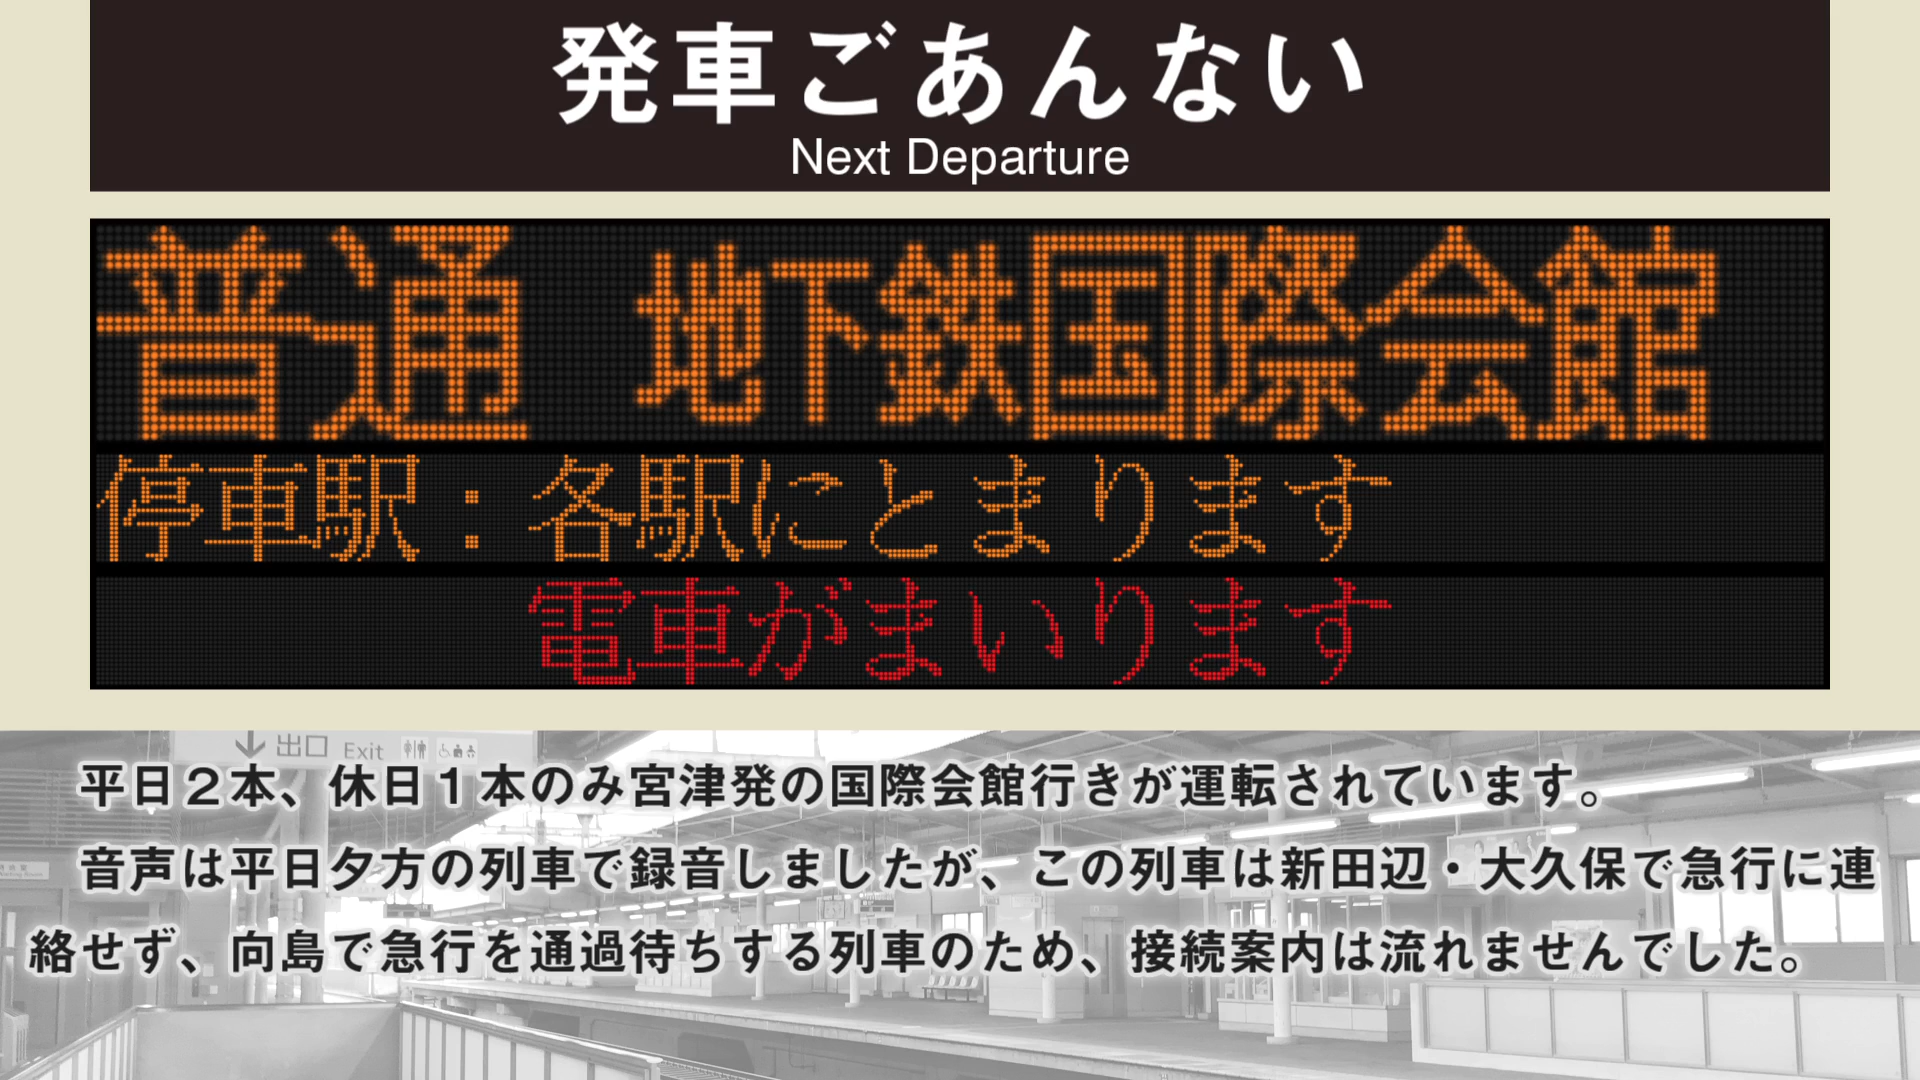 発車ごあんない
Next Departure
普通 地下鉄国際会館
停車駅：各駅にとまります
電車がまいります
↓出口 Exit
平日２本、休日１本のみ宮津発の国際会館行きが運転されています。
音声は平日夕方の列車で録音しましたが、この列車は新田辺・大久保で急行に連
絡せず、向島で急行を通過待ちする列車のため、接続案内は流れませんでした。